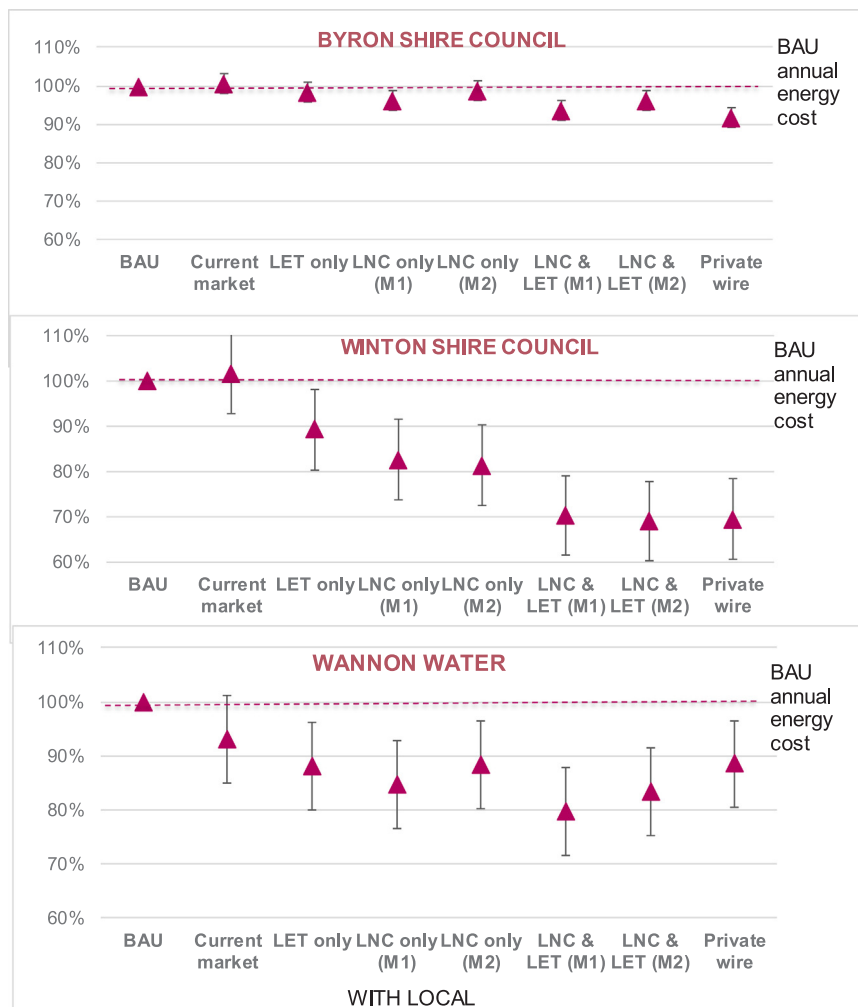 BYRON SHIRE COUNCIL
110%
100%
90%
80%
70%
60%
BAU
annual
energy
cost
BAU
Current
market
LET only
LNC only
(M1)
LNC only
(M2)
LNC &
LET (M1)
LNC &
LET (M2)
Private
wire
WINTON SHIRE COUNCIL
110%
100%
90%
80%
70%
60%
BAU
annual
energy
cost
BAU
Current
market
LET only
LNC only
(M1)
LNC only
(M2)
LNC &
LET (M1)
LNC &
LET (M2)
Private
wire
WANNON WATER
110%
100%
90%
80%
70%
60%
BAU
annual
energy
cost
BAU
Current
market
LET only
LNC only
(M1)
LNC only
(M2)
LNC &
LET (M1)
LNC &
LET (M2)
Private
wire
WITH LOCAL